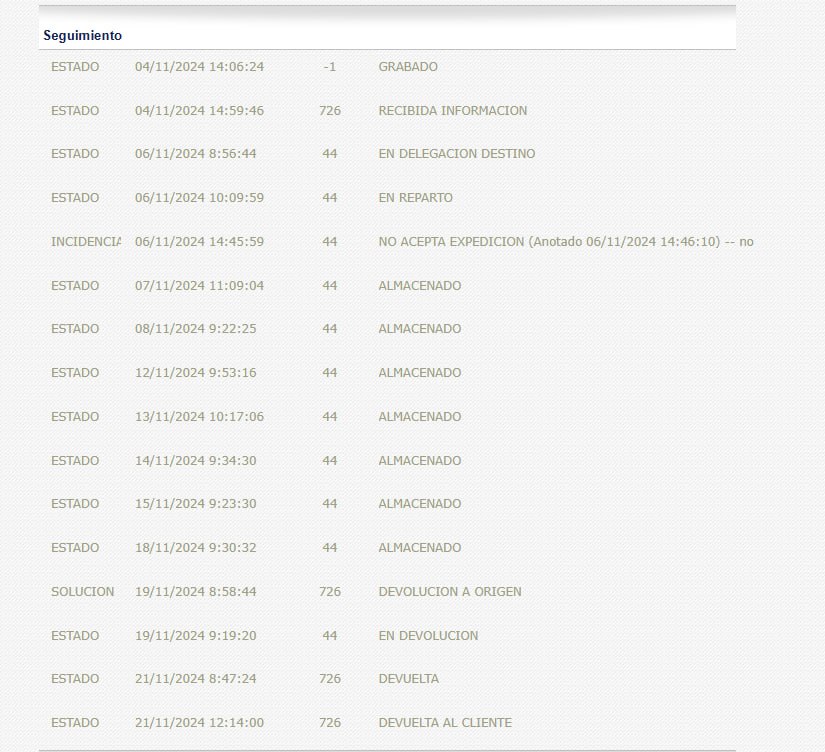 Seguimiento
ESTADO 04/11/2024 14:06:24 -1 GRABADO
ESTADO 04/11/2024 14:59:46 726 RECIBIDA INFORMACION
ESTADO 06/11/2024 8:56:44 44 EN DELEGACION DESTINO
ESTADO 06/11/2024 10:09:59 44 EN REPARTO
INCIDENCIA 06/11/2024 14:45:59 44 NO ACEPTA EXPEDICION (Anotado 06/11/2024 14:46:10) -- no
ESTADO 07/11/2024 11:09:04 44 ALMACENADO
ESTADO 08/11/2024 9:22:25 44 ALMACENADO
ESTADO 12/11/2024 9:53:16 44 ALMACENADO
ESTADO 13/11/2024 10:17:06 44 ALMACENADO
ESTADO 14/11/2024 9:34:30 44 ALMACENADO
ESTADO 15/11/2024 9:23:30 44 ALMACENADO
ESTADO 18/11/2024 9:30:32 44 ALMACENADO
SOLUCION 19/11/2024 8:58:44 726 DEVOLUCION A ORIGEN
ESTADO 19/11/2024 9:19:20 44 EN DEVOLUCION
ESTADO 21/11/2024 8:47:24 726 DEVUELTA
ESTADO 21/11/2024 12:14:00 726 DEVUELTA AL CLIENTE